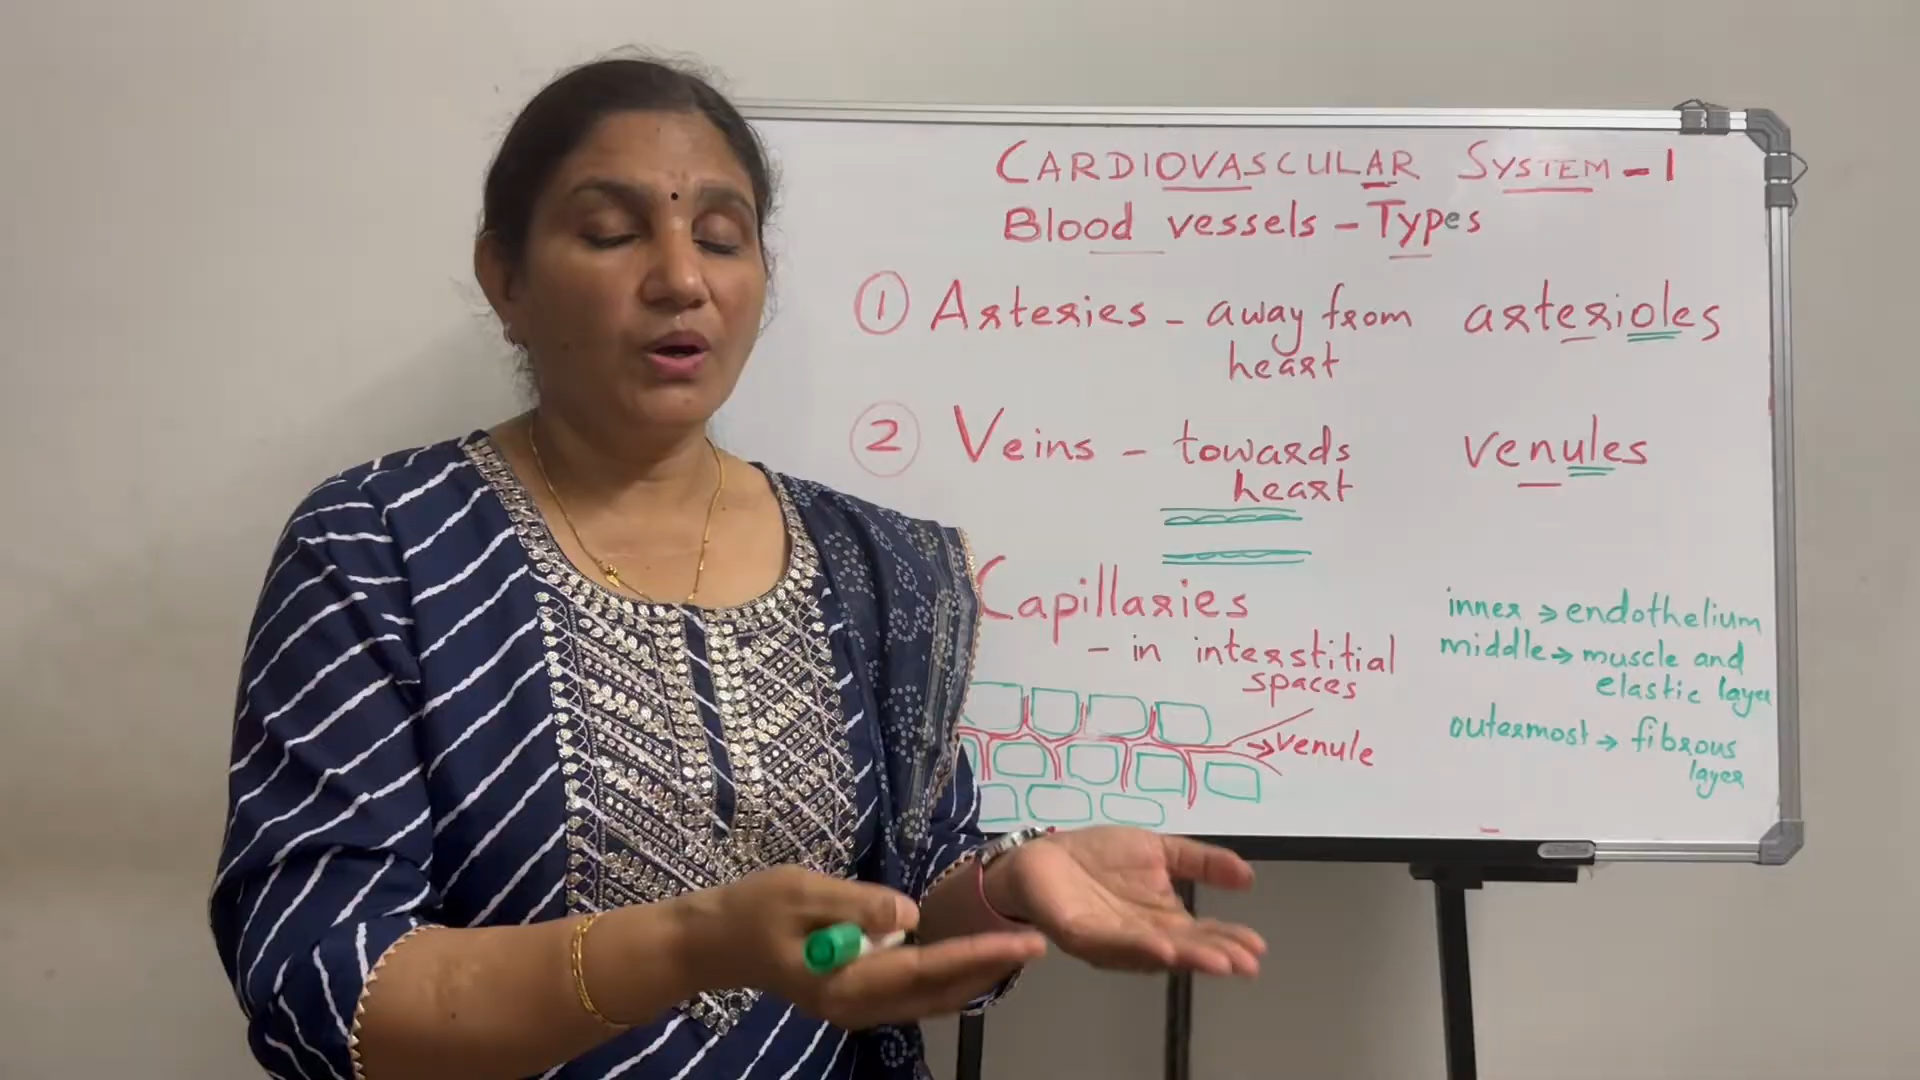 CARDIOVASCULAR SYSTEM - 1
Blood vessels - Types
1 Arteries - away from heart arterioles
2 Veins - towards heart venules
Capillaries
- in interstitial spaces
→ venule
inner → endothelium
middle → muscle and elastic layer
outermost → fibrous layer